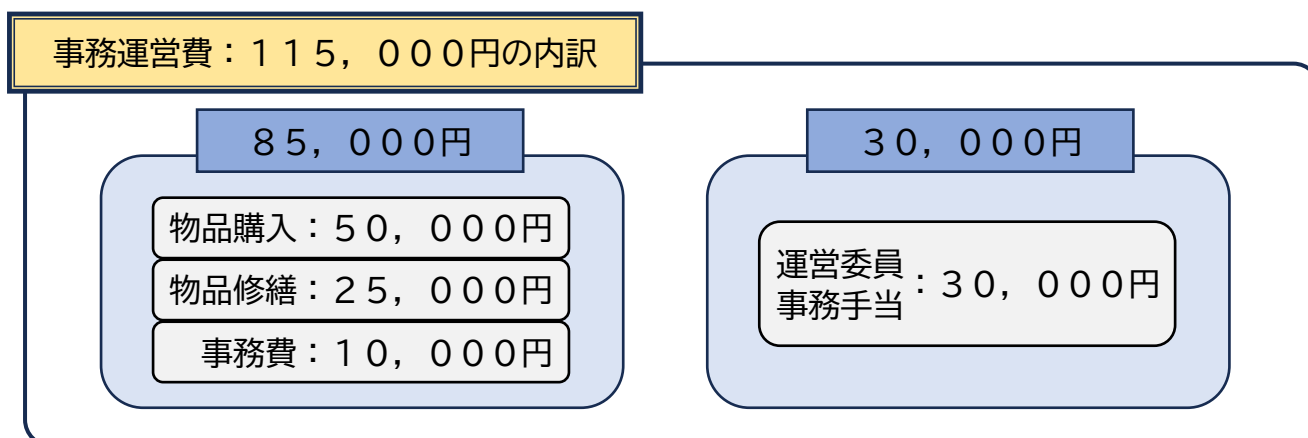 事務運営費：１１５，０００円の内訳
８５，０００円
物品購入：５０，０００円
物品修繕：２５，０００円
事務費：１０，０００円
３０，０００円
運営委員
事務手当：３０，０００円